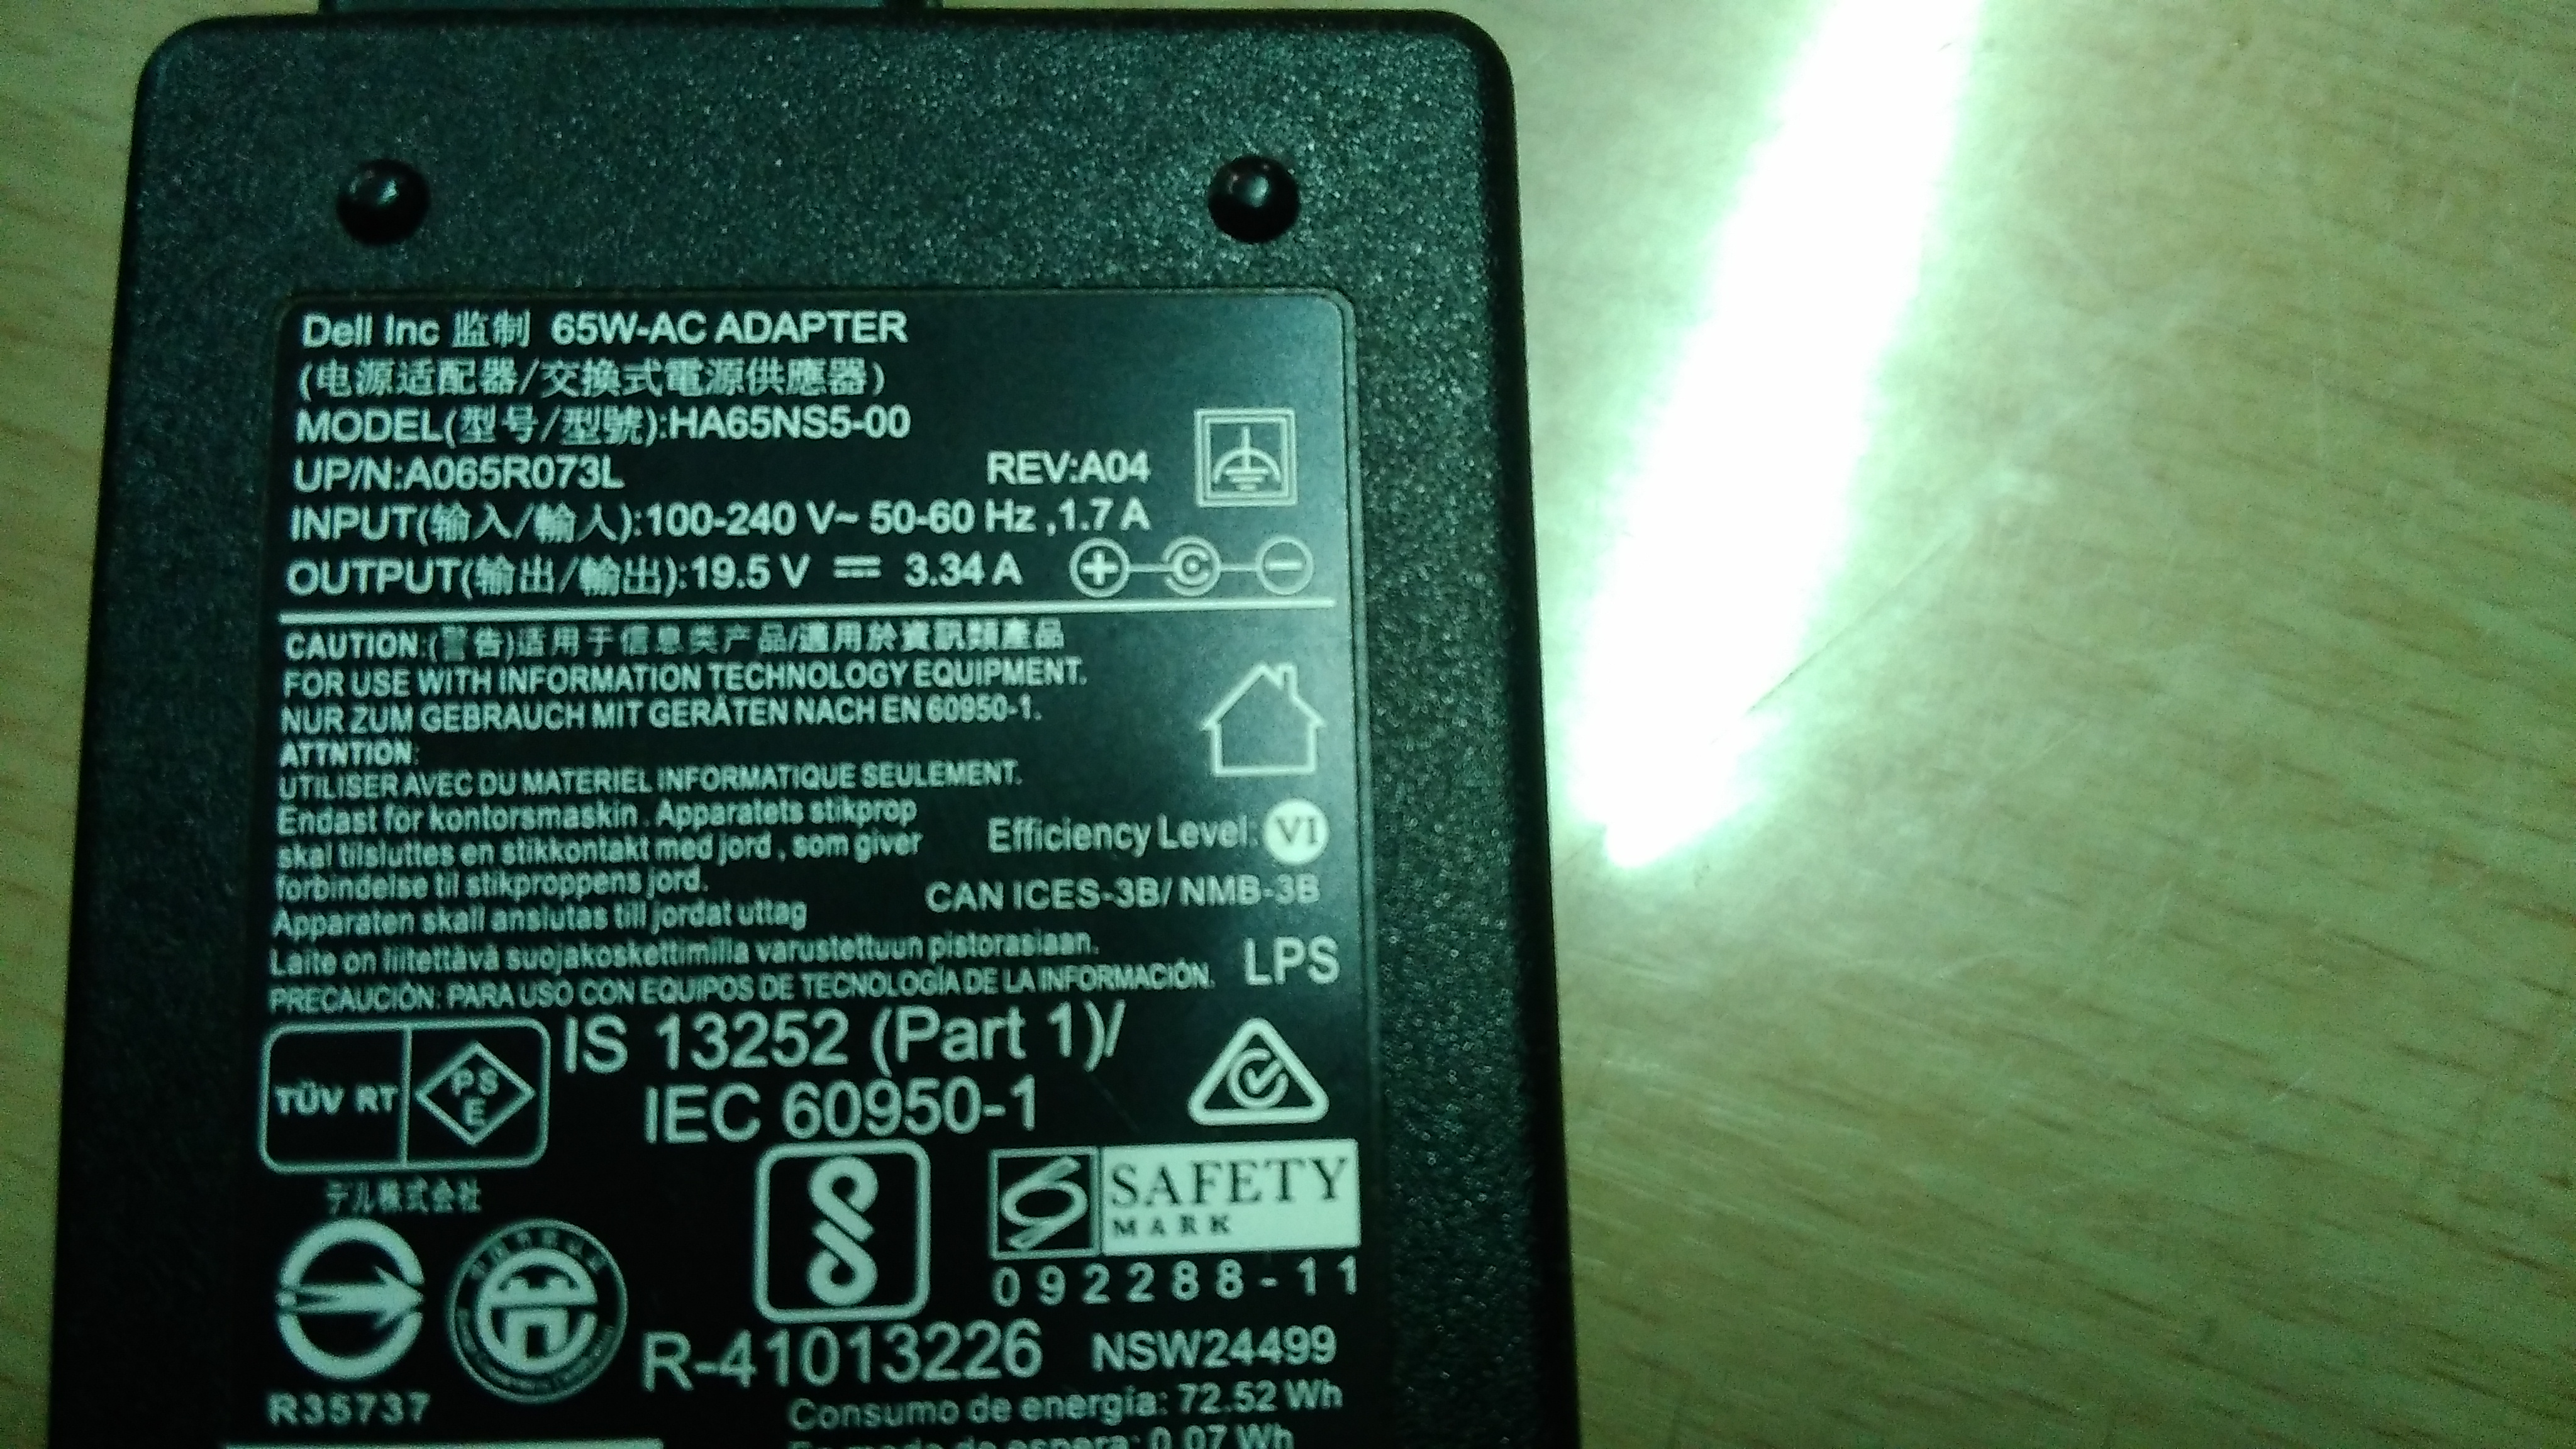 Dell Inc 监制 65W-AC ADAPTER
(电源适配器/交換式電源供應器)
MODEL(型号/型號):HA65NS5-00
UP/N:A065R073L REV:A04
INPUT(输入/輸入):100-240 V~ 50-60 Hz ,1.7 A
OUTPUT(输出/輸出):19.5 V ⎓ 3.34 A + C −
CAUTION:(警告)适用于信息类产品/適用於資訊類產品
FOR USE WITH INFORMATION TECHNOLOGY EQUIPMENT.
NUR ZUM GEBRAUCH MIT GERÄTEN NACH EN 60950-1.
ATTNTION:
UTILISER AVEC DU MATERIEL INFORMATIQUE SEULEMENT.
Endast för kontorsmaskin . Apparatets stikprop
skal tilsluttes en stikkontakt med jord , som giver
forbindelse til stikproppens jord.
Efficiency Level: VI
Apparaten skall anslutas till jordat uttag
CAN ICES-3B/ NMB-3B
Laite on liitettävä suojakoskettimilla varustettuun pistorasiaan.
PRECAUCIÓN: PARA USO CON EQUIPOS DE TECNOLOGÍA DE LA INFORMACIÓN.
LPS
TÜV RT
PS
E
IS 13252 (Part 1)/
IEC 60950-1
デル株式会社
SAFETY
MARK
092288-11
R-41013226
NSW24499
R35737
Consumo de energía: 72.52 Wh
En modo de espera: 0.07 Wh